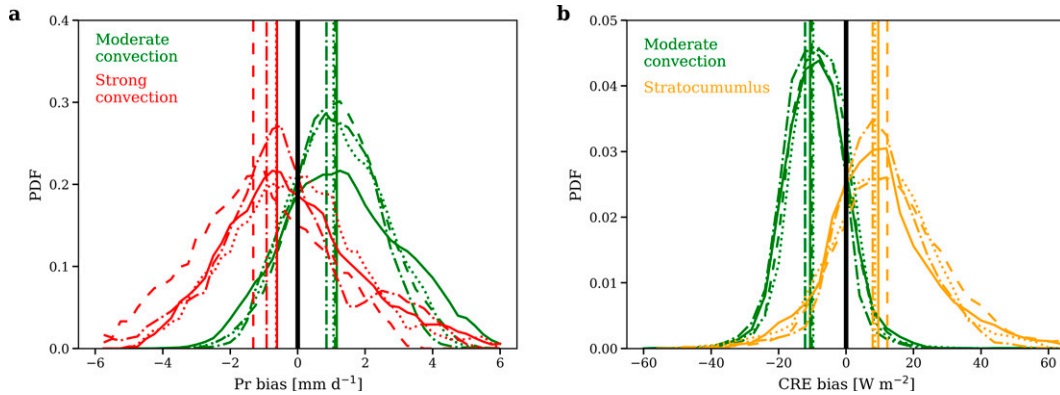 a
Moderate
convection
Strong
convection
PDF
0.4
0.3
0.2
0.1
0.0
−6
−4
−2
0
2
4
6
Pr bias [mm d⁻¹]
b
Moderate
convection
Stratocumumlus
PDF
0.05
0.04
0.03
0.02
0.01
0.00
−60
−40
−20
0
20
40
60
CRE bias [W m⁻²]